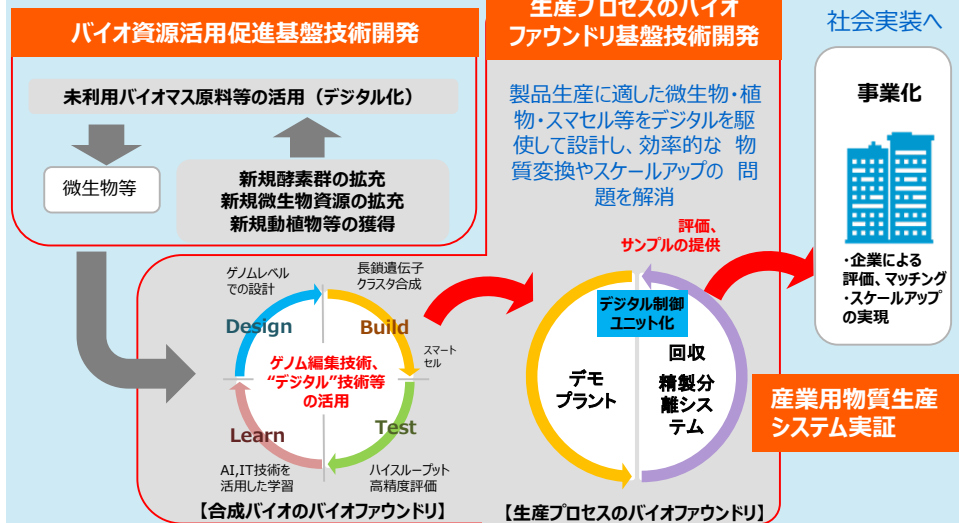 バイオ資源活用促進基盤技術開発
未利用バイオマス原料等の活用（デジタル化）
微生物等
新規酵素群の拡充
新規微生物資源の拡充
新規動植物等の獲得
生産プロセスのバイオ
ファウンドリ基盤技術開発
製品生産に適した微生物・植
物・スマセル等をデジタルを駆
使して設計し、効率的な 物
質変換やスケールアップの 問
題を解消
社会実装へ
事業化
・企業による
評価、マッチング
・スケールアップ
の実現
ゲノムレベル
での設計
長鎖遺伝子
クラスタ合成
Design
Build
スマート
セル
ゲノム編集技術、
“デジタル”技術等
の活用
Learn
Test
AI,IT技術を
活用した学習
ハイスループット
高精度評価
【合成バイオのバイオファウンドリ】
評価、
サンプルの提供
デジタル制御
ユニット化
デモ
プラント
回収
精製分
離シス
テム
【生産プロセスのバイオファウンドリ】
産業用物質生産
システム実証